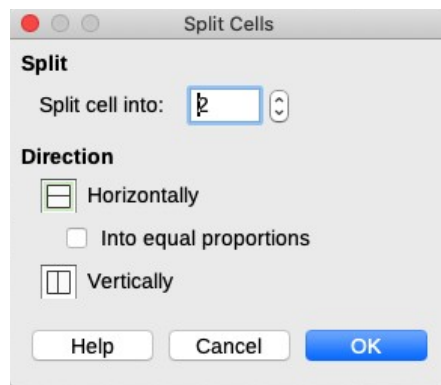 Split Cells
Split
Split cell into: 2
Direction
Horizontally
Into equal proportions
Vertically
Help Cancel OK